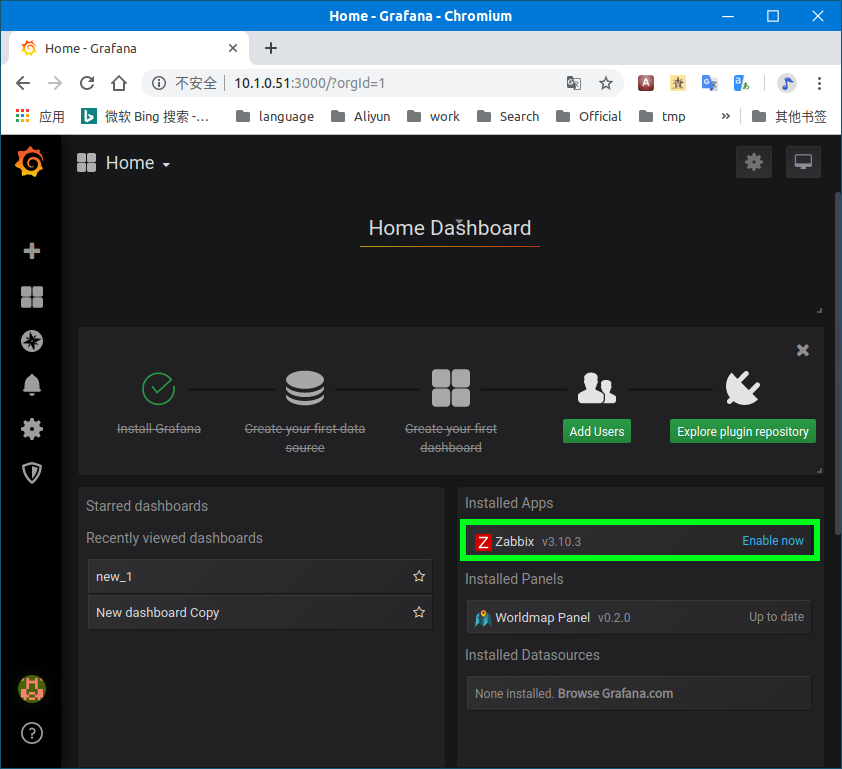 Home - Grafana - Chromium
Home - Grafana
不安全 10.1.0.51:3000/?orgId=1
应用 微软 Bing 搜索 -... language Aliyun work Search Official tmp » 其他书签
Home
Home Dashboard
Install Grafana
Create your first data source
Create your first dashboard
Add Users
Explore plugin repository
Starred dashboards
Recently viewed dashboards
new_1
New dashboard Copy
Installed Apps
Z Zabbix v3.10.3 Enable now
Installed Panels
Worldmap Panel v0.2.0 Up to date
Installed Datasources
None installed. Browse Grafana.com